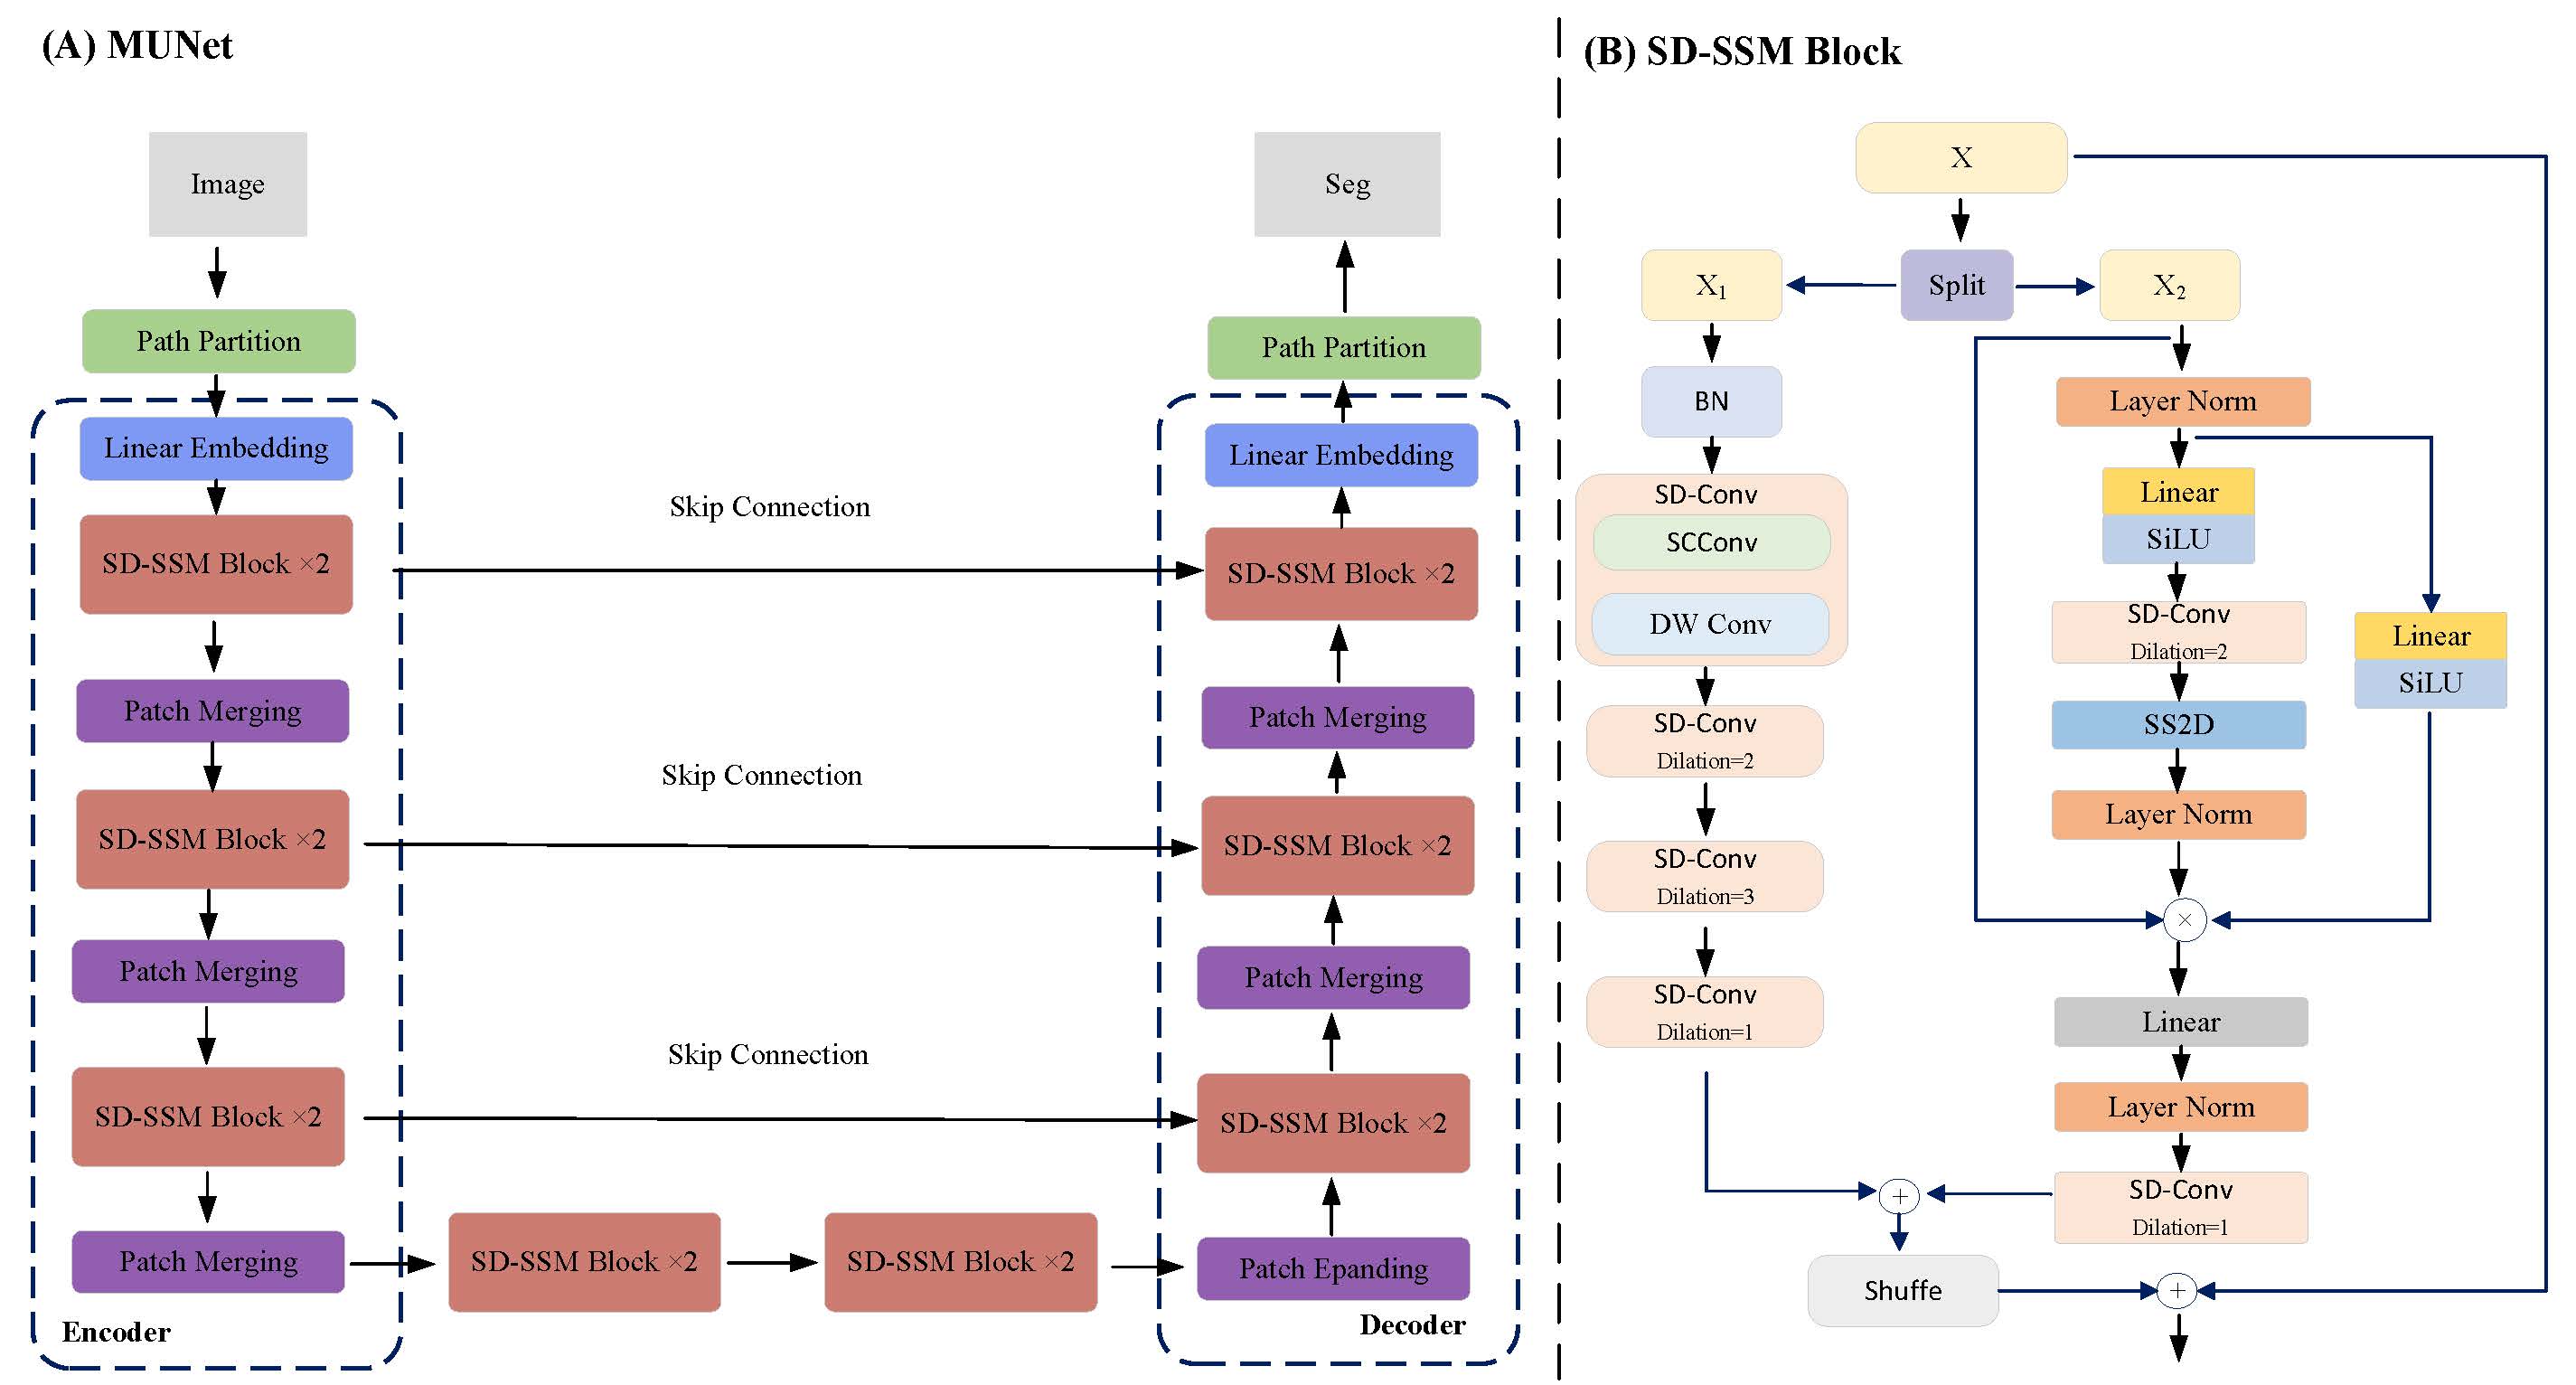 (A) MUNet
Image
Path Partition
Linear Embedding
SD-SSM Block ×2
Patch Merging
SD-SSM Block ×2
Patch Merging
SD-SSM Block ×2
Patch Merging
Encoder
Skip Connection
Skip Connection
Skip Connection
SD-SSM Block ×2
SD-SSM Block ×2
Seg
Path Partition
Linear Embedding
SD-SSM Block ×2
Patch Merging
SD-SSM Block ×2
Patch Merging
SD-SSM Block ×2
Patch Epanding
Decoder
(B) SD-SSM Block
X
X₁
Split
X₂
BN
SD-Conv
SCConv
DW Conv
SD-Conv
Dilation=2
SD-Conv
Dilation=3
SD-Conv
Dilation=1
Layer Norm
Linear
SiLU
SD-Conv
Dilation=2
SS2D
Layer Norm
Linear
SiLU
×
Linear
Layer Norm
SD-Conv
Dilation=1
+
Shuffe
+